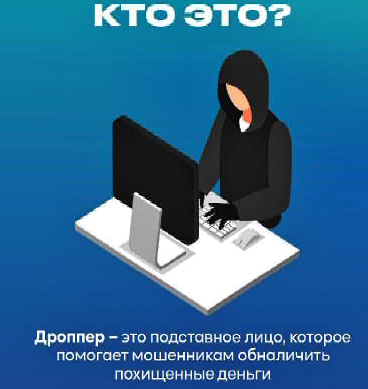 КТО ЭТО?
Дроппер – это подставное лицо, которое
помогает мошенникам обналичить
похищенные деньги